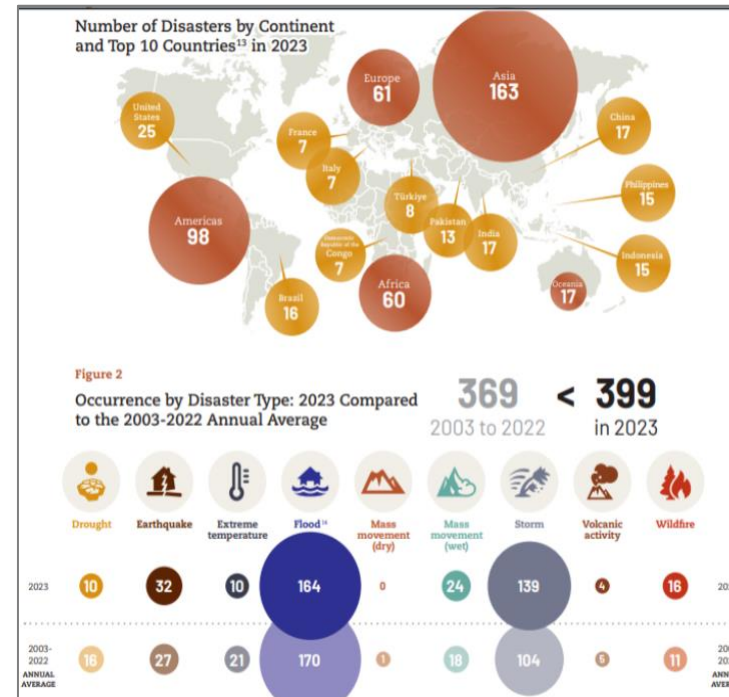 Number of Disasters by Continent
and Top 10 Countries¹³ in 2023
Europe
61
Asia
163
United
States
25
France
7
China
17
Italy
7
Türkiye
8
Philippines
15
Americas
98
Pakistan
13
India
17
Democratic
Republic of the
Congo
7
Indonesia
15
Africa
60
Oceania
17
Brazil
16
Figure 2
Occurrence by Disaster Type: 2023 Compared
to the 2003-2022 Annual Average
369 < 399
2003 to 2022 in 2023
Drought
Earthquake
Extreme
temperature
Flood¹⁴
Mass
movement
(dry)
Mass
movement
(wet)
Storm
Volcanic
activity
Wildfire
2023 10 32 10 164 0 24 139 4 16
2003-
2022
ANNUAL
AVERAGE
16 27 21 170 1 18 104 5 11